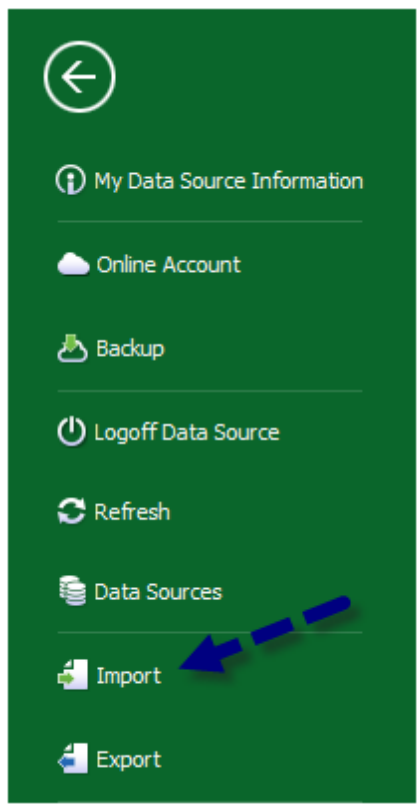 My Data Source Information
Online Account
Backup
Logoff Data Source
Refresh
Data Sources
Import
Export